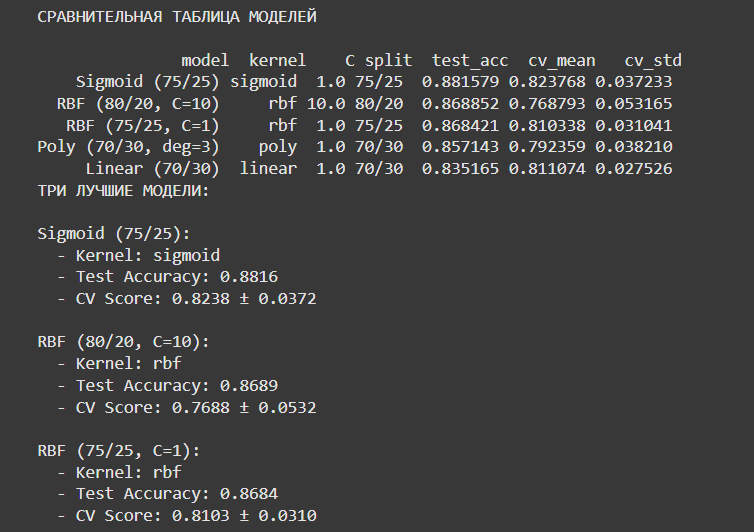 СРАВНИТЕЛЬНАЯ ТАБЛИЦА МОДЕЛЕЙ
model kernel C split test_acc cv_mean cv_std
Sigmoid (75/25) sigmoid 1.0 75/25 0.881579 0.823768 0.037233
RBF (80/20, C=10) rbf 10.0 80/20 0.868852 0.768793 0.053165
RBF (75/25, C=1) rbf 1.0 75/25 0.868421 0.810338 0.031041
Poly (70/30, deg=3) poly 1.0 70/30 0.857143 0.792359 0.038210
Linear (70/30) linear 1.0 70/30 0.835165 0.811074 0.027526
ТРИ ЛУЧШИЕ МОДЕЛИ:
Sigmoid (75/25):
- Kernel: sigmoid
- Test Accuracy: 0.8816
- CV Score: 0.8238 ± 0.0372
RBF (80/20, C=10):
- Kernel: rbf
- Test Accuracy: 0.8689
- CV Score: 0.7688 ± 0.0532
RBF (75/25, C=1):
- Kernel: rbf
- Test Accuracy: 0.8684
- CV Score: 0.8103 ± 0.0310